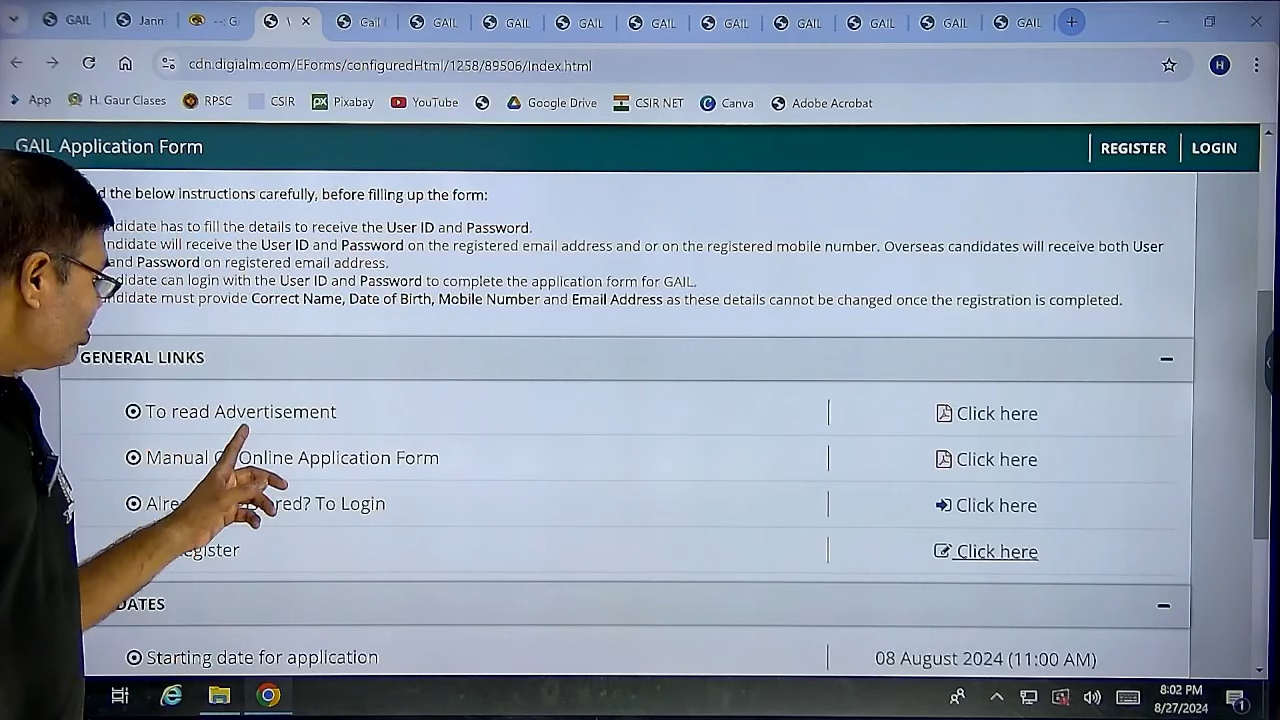 GAIL
Jann
--: G
GAIL
GAIL
GAIL
GAIL
GAIL
GAIL
GAIL
GAIL
GAIL
GAIL
cdn.digialm.com/EForms/configuredHtml/1258/89506/Index.html
H
App
H. Gaur Classes
RPSC
CSIR
Pixabay
YouTube
Google Drive
CSIR NET
Canva
Adobe Acrobat
GAIL Application Form
REGISTER
LOGIN
the below instructions carefully, before filling up the form:
has to fill the details to receive the User ID and Password.
will receive the User ID and Password on the registered email address and or on the registered mobile number. Overseas candidates will receive both User
and Password on registered email address.
can login with the User ID and Password to complete the application form for GAIL.
must provide Correct Name, Date of Birth, Mobile Number and Email Address as these details cannot be changed once the registration is completed.
GENERAL LINKS
To read Advertisement
Click here
Manual Online Application Form
Click here
To Login
Click here
Click here
DATES
Starting date for application
08 August 2024 (11:00 AM)
8:02 PM
8/27/2024
1